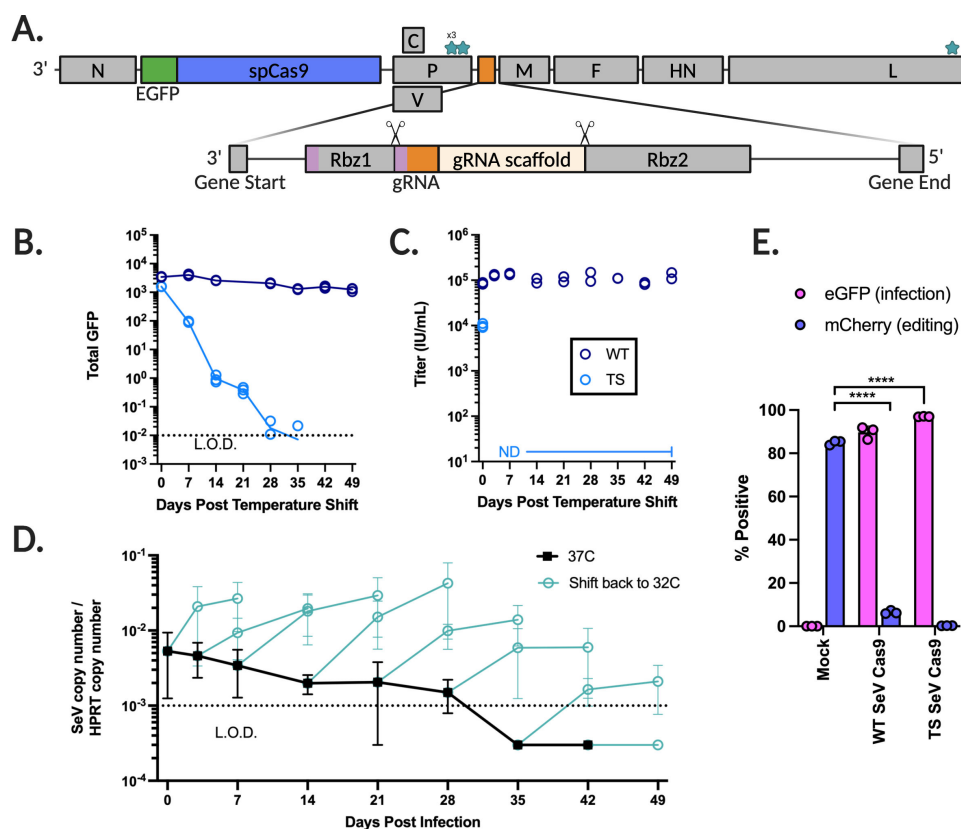 A.
x3
C
3' N spCas9 P M F HN L
EGFP
V
3' Rbz1 gRNA scaffold Rbz2 5'
Gene Start gRNA Gene End
B.
Total GFP
10^5
10^4
10^3
10^2
10^1
10^0
10^-1
10^-2
10^-3
L.O.D.
0 7 14 21 28 35 42 49
Days Post Temperature Shift
C.
Titer (IU/mL)
10^6
10^5
10^4
10^3
10^2
10^1
WT
TS
ND
0 7 14 21 28 35 42 49
Days Post Temperature Shift
D.
SeV copy number /
HPRT copy number
10^-1
10^-2
10^-3
10^-4
37C
Shift back to 32C
L.O.D.
0 7 14 21 28 35 42 49
Days Post Infection
E.
eGFP (infection)
mCherry (editing)
****
****
% Positive
100
80
60
40
20
0
Mock
WT SeV Cas9
TS SeV Cas9